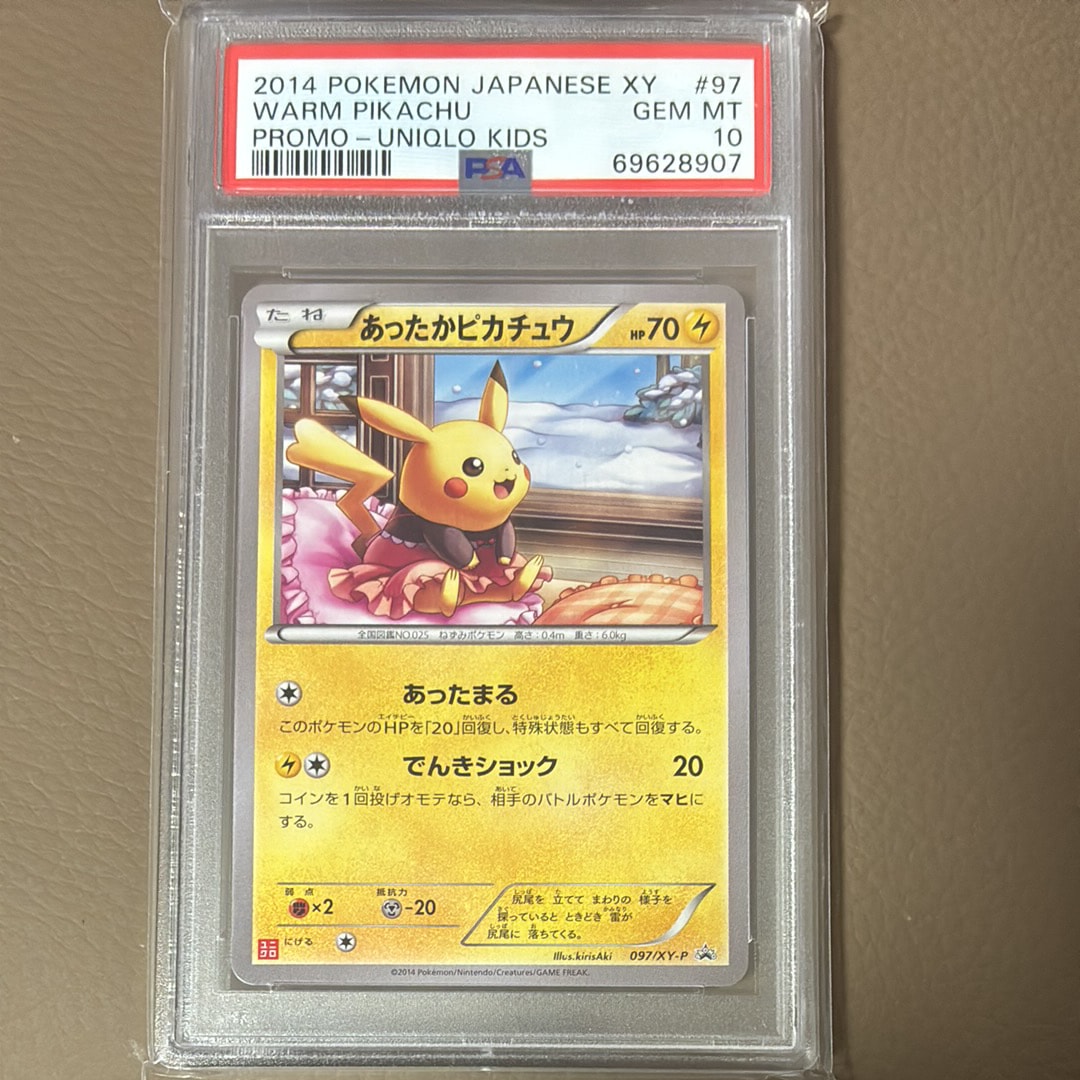 2014 POKEMON JAPANESE XY #97
WARM PIKACHU GEM MT
PROMO - UNIQLO KIDS 10
PSA 69628907
たね あったかピカチュウ HP70
全国図鑑NO.025 ねずみポケモン 高さ:0.4m 重さ:6.0kg
あったまる
このポケモンのHPを「20」回復し、特殊状態もすべて回復する。
でんきショック 20
コインを1回投げオモテなら、相手のバトルポケモンをマヒに
する。
弱点 抵抗力
×2 -20
にげる
尻尾を 立てて まわりの 様子を
探っていると ときどき 雷が
尻尾に 落ちてくる。
ユニ
クロ
Illus.kirisAki 097/XY-P
©2014 Pokémon/Nintendo/Creatures/GAME FREAK.